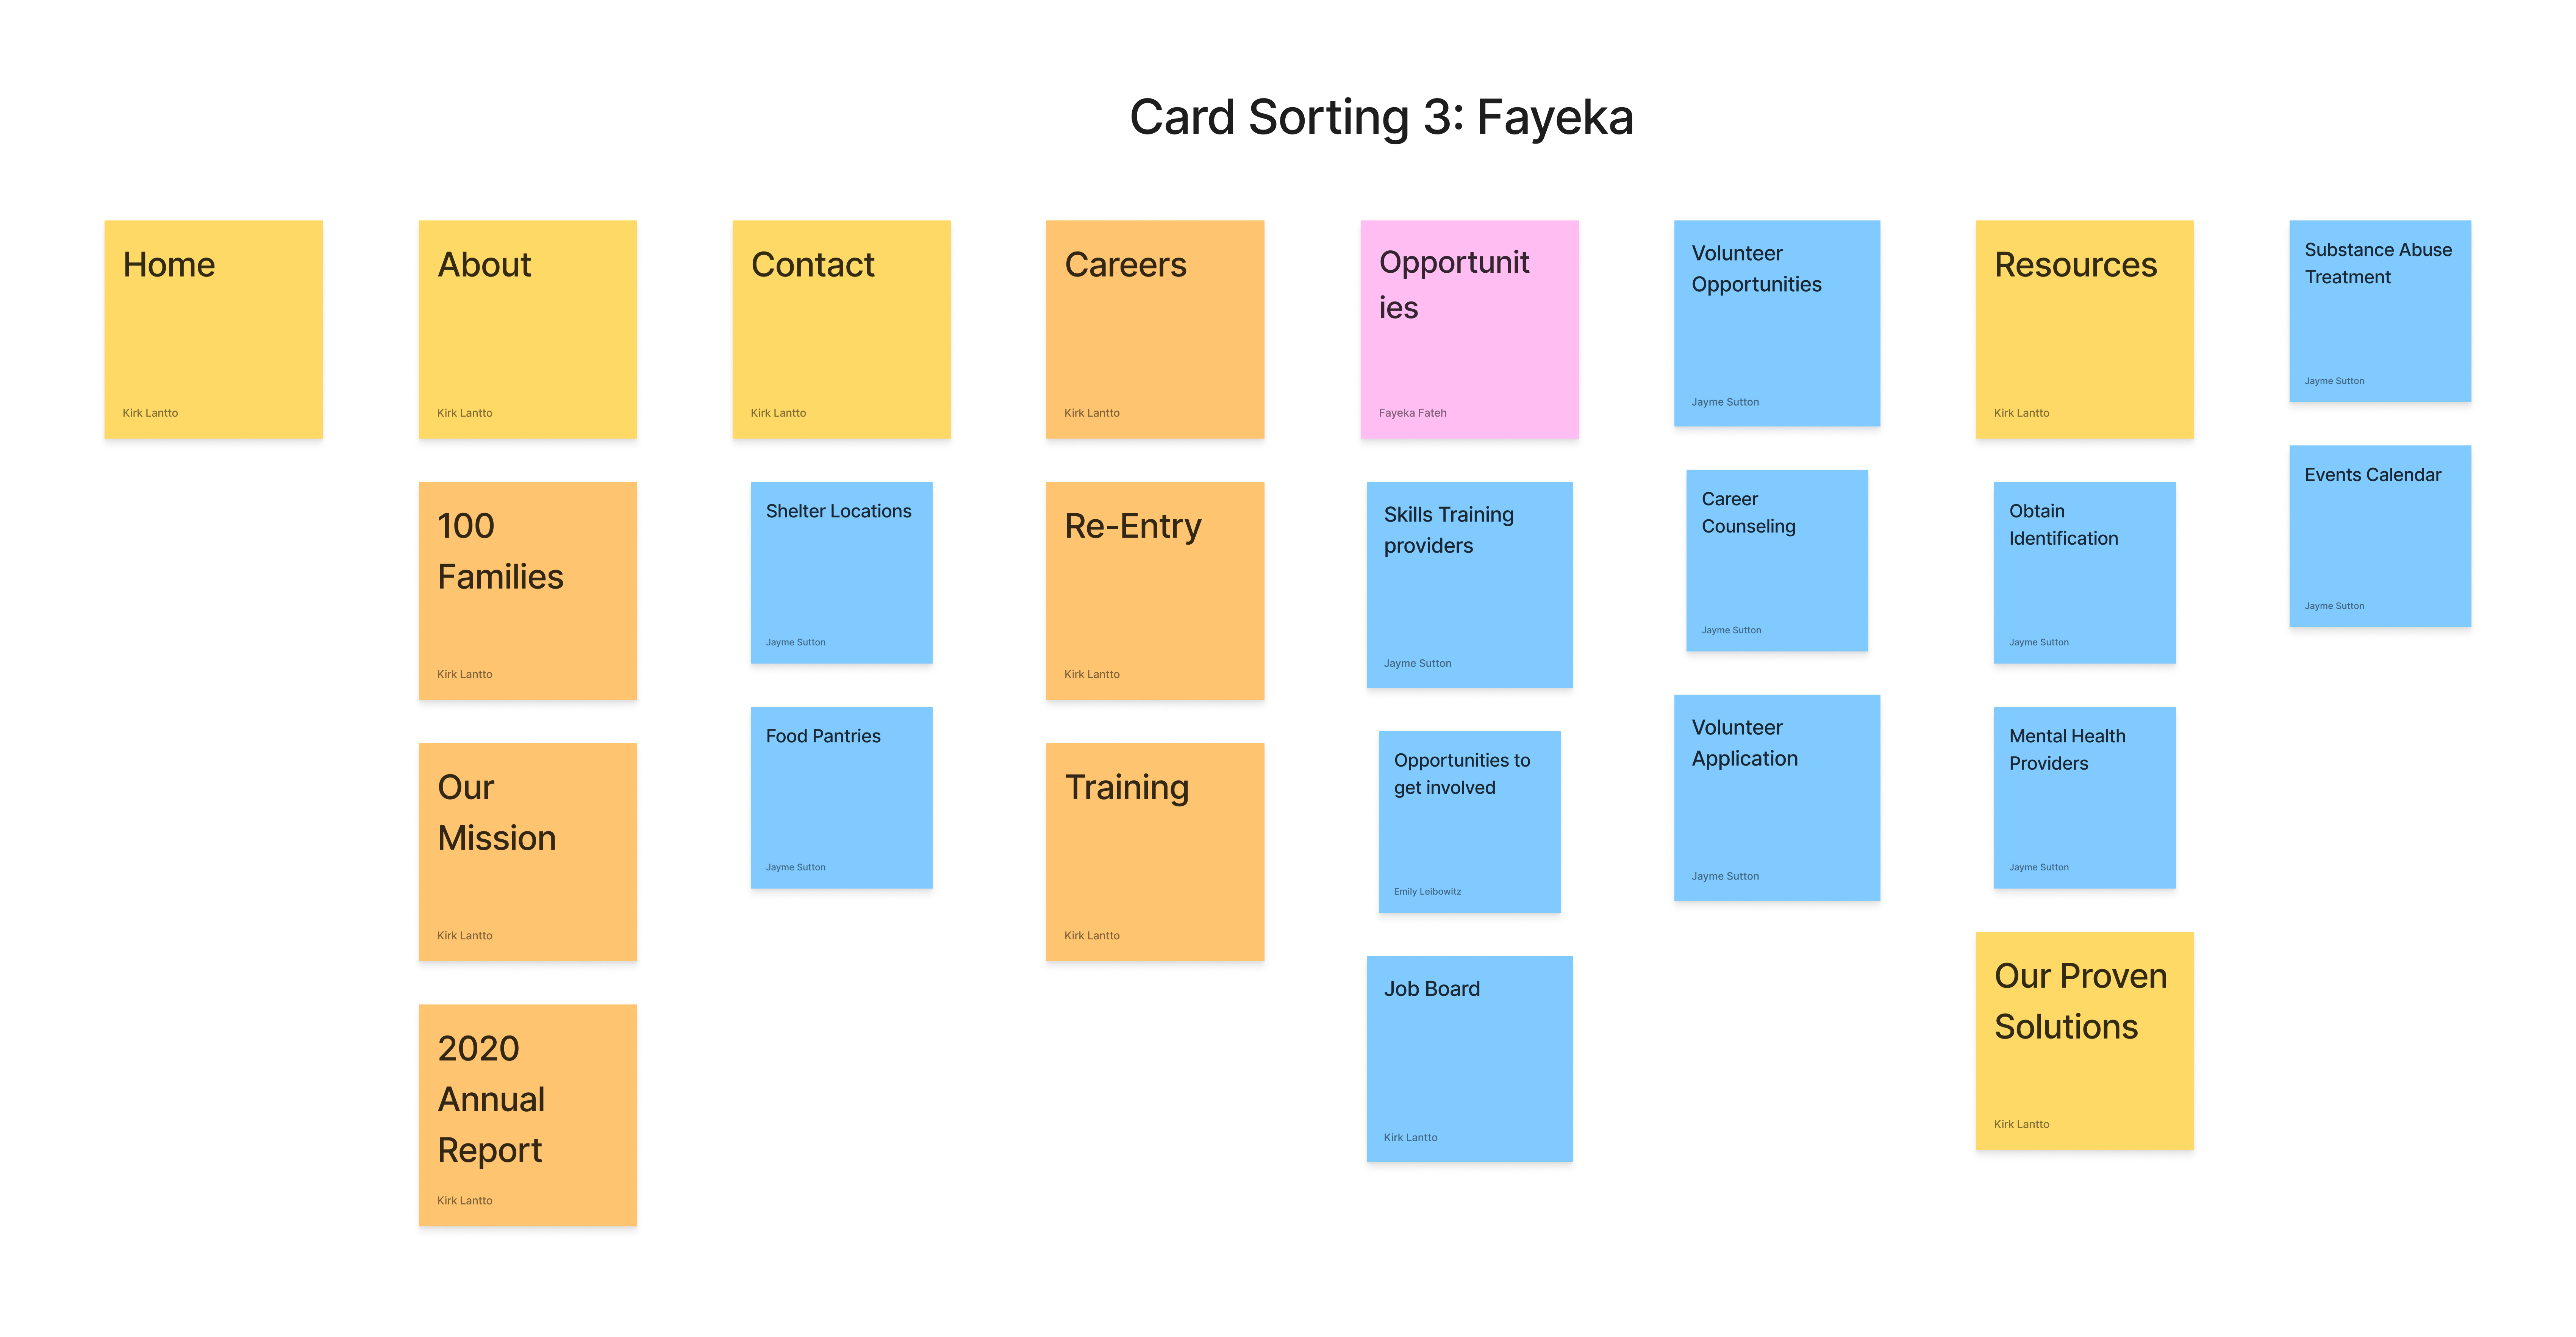 Card Sorting 3: Fayeka
Home
Kirk Lantto
About
Kirk Lantto
100
Families
Kirk Lantto
Our
Mission
Kirk Lantto
2020
Annual
Report
Kirk Lantto
Contact
Kirk Lantto
Shelter Locations
Jayme Sutton
Food Pantries
Jayme Sutton
Careers
Kirk Lantto
Re-Entry
Kirk Lantto
Training
Kirk Lantto
Opportunit
ies
Fayeka Fateh
Skills Training
providers
Jayme Sutton
Opportunities to
get involved
Emily Leibowitz
Job Board
Kirk Lantto
Volunteer
Opportunities
Jayme Sutton
Career
Counseling
Jayme Sutton
Volunteer
Application
Jayme Sutton
Resources
Kirk Lantto
Obtain
Identification
Jayme Sutton
Mental Health
Providers
Jayme Sutton
Our Proven
Solutions
Kirk Lantto
Substance Abuse
Treatment
Jayme Sutton
Events Calendar
Jayme Sutton